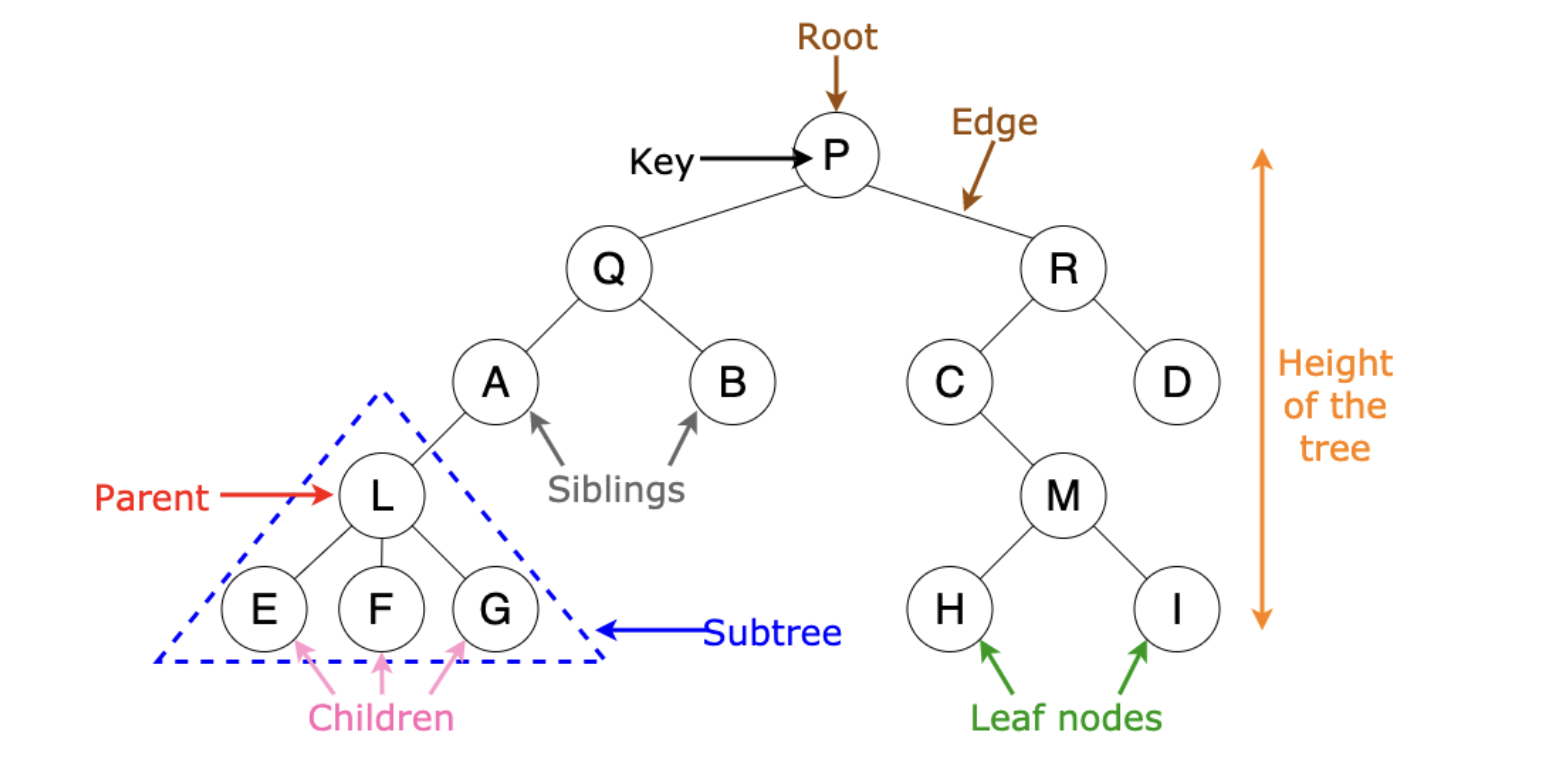 Root
Edge
Key
P
Q
R
A
B
C
D
Height
of the
tree
Siblings
Parent
L
M
E
F
G
H
I
Subtree
Children
Leaf nodes